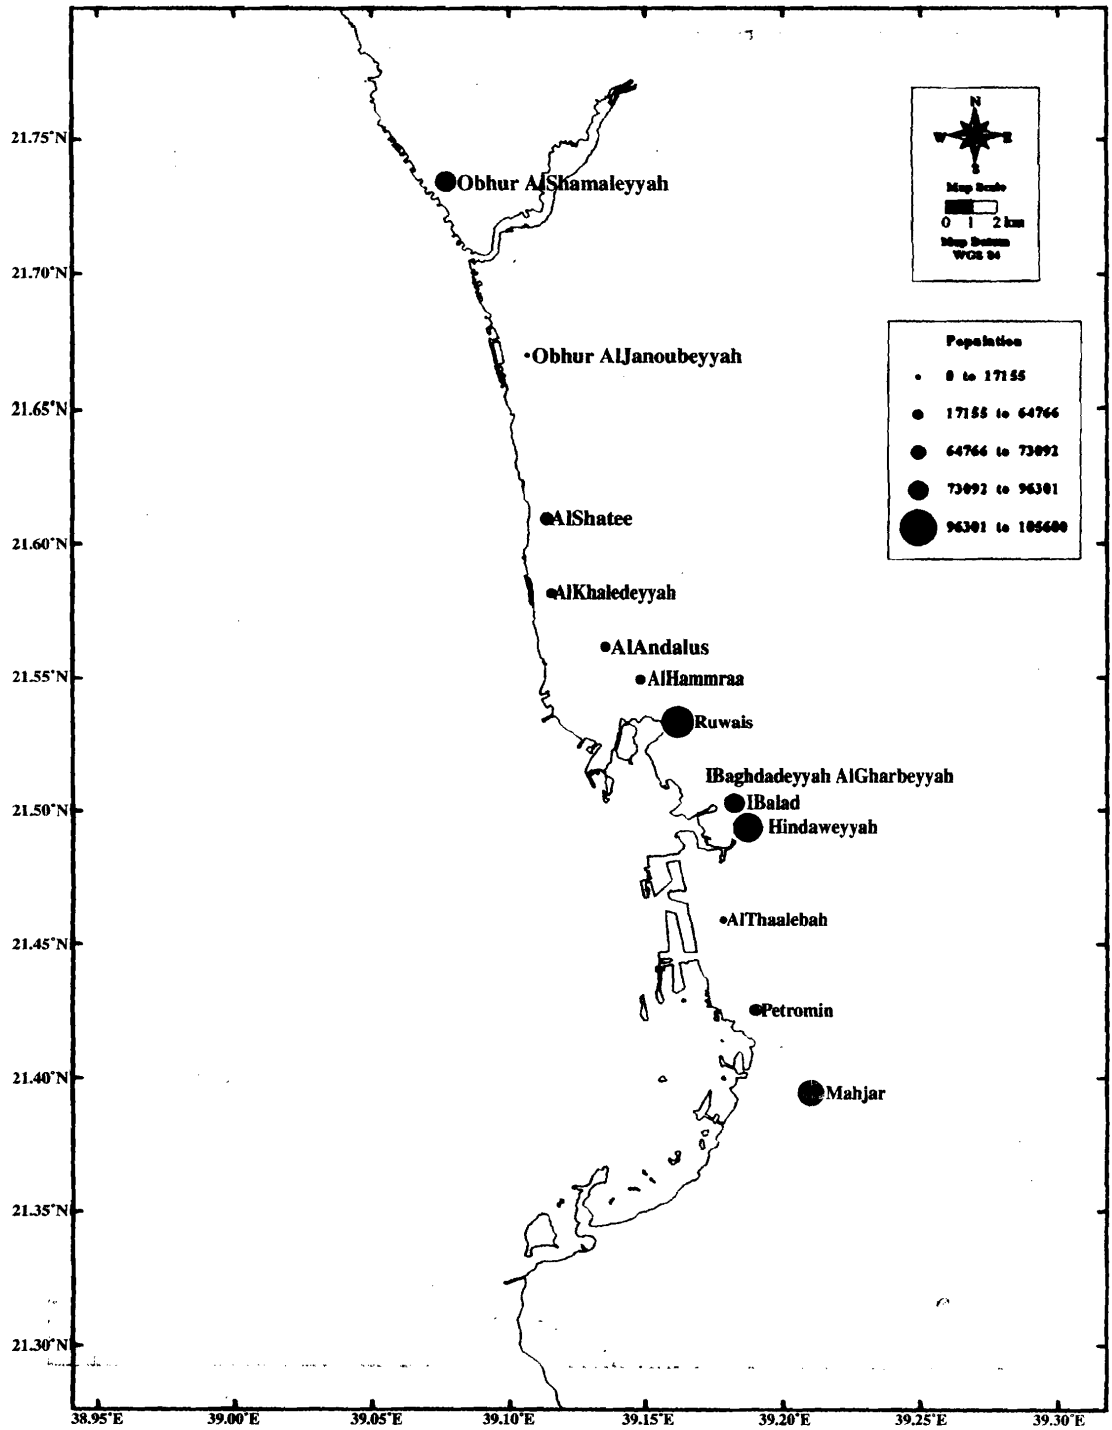 21.75°N
21.70°N
21.65°N
21.60°N
21.55°N
21.50°N
21.45°N
21.40°N
21.35°N
21.30°N
38.95°E
39.00°E
39.05°E
39.10°E
39.15°E
39.20°E
39.25°E
39.30°E
Obhur AlShamaleyyah
Obhur AlJanoubeyyah
AlShatee
AlKhaledeyyah
AlAndalus
AlHammraa
Ruwais
IBaghdadeyyah AlGharbeyyah
IBalad
Hindaweyyah
AlThaalebah
Petromin
Mahjar
N
W E
S
Map Scale
0 1 2 km
Map Datum
WGS 84
Population
0 to 17155
17155 to 64766
64766 to 73092
73092 to 96301
96301 to 105600